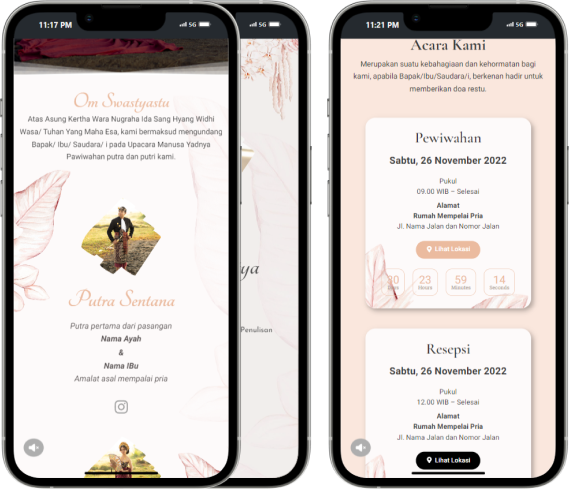 11:17 PM
5G
Om Swastyastu
Atas Asung Kertha Wara Nugraha Ida Sang Hyang Widhi
Wasa/ Tuhan Yang Maha Esa, kami bermaksud mengundang
Bapak/ Ibu/ Saudara/ i pada Upacara Manusa Yadnya
Pawiwahan putra dan putri kami.
Putra Sentana
Putra pertama dari pasangan
Nama Ayah
&
Nama IBu
Amalat asal mempalai pria
5G
ya
Penulisan
11:21 PM
5G
Acara Kami
Merupakan suatu kebahagiaan dan kehormatan bagi
kami, apabila Bapak/Ibu/Saudara/i, berkenan hadir untuk
memberikan doa restu.
Pewiwahan
Sabtu, 26 November 2022
Pukul
09.00 WIB – Selesai
Alamat
Rumah Mempelai Pria
Jl. Nama Jalan dan Nomor Jalan
Lihat Lokasi
23 59 14
Hours Minutes Seconds
Resepsi
Sabtu, 26 November 2022
Pukul
12.00 WIB – Selesai
Alamat
Rumah Mempelai Pria
Jl. Nama Jalan dan Nomor Jalan
Lihat Lokasi